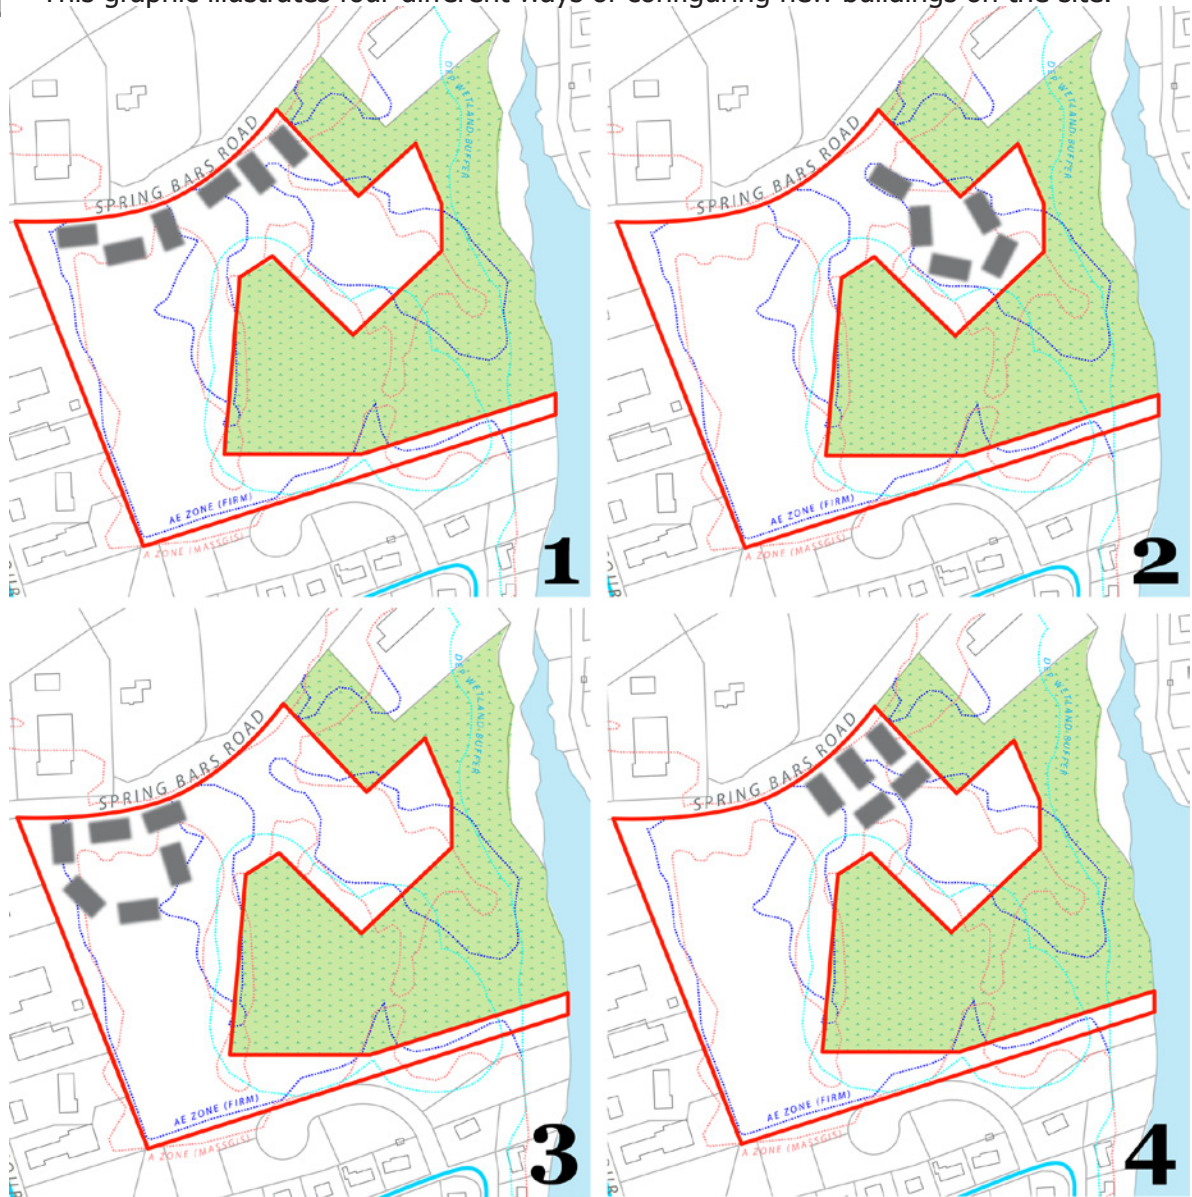 This graphic illustrates four different ways of configuring new buildings on the site.
SPRING BARS ROAD
DEP WETLAND BUFFER
AE ZONE (FIRM)
A ZONE (MASSGIS)
1
SPRING BARS ROAD
DEP WETLAND BUFFER
AE ZONE (FIRM)
A ZONE (MASSGIS)
2
SPRING BARS ROAD
DEP WETLAND BUFFER
AE ZONE (FIRM)
A ZONE (MASSGIS)
3
SPRING BARS ROAD
DEP WETLAND BUFFER
AE ZONE (FIRM)
A ZONE (MASSGIS)
4